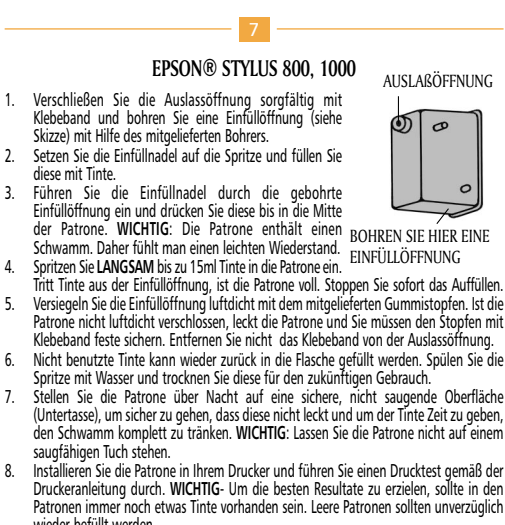 7
EPSON® STYLUS 800, 1000
AUSLAßÖFFNUNG
1. Verschließen Sie die Auslassöffnung sorgfältig mit
Klebeband und bohren Sie eine Einfüllöffnung (siehe
Skizze) mit Hilfe des mitgelieferten Bohrers.
2. Setzen Sie die Einfüllnadel auf die Spritze und füllen Sie
diese mit Tinte.
3. Führen Sie die Einfüllnadel durch die gebohrte
Einfüllöffnung ein und drücken Sie diese bis in die Mitte
der Patrone. WICHTIG: Die Patrone enthält einen
Schwamm. Daher fühlt man einen leichten Wiederstand.
BOHREN SIE HIER EINE
EINFÜLLÖFFNUNG
4. Spritzen Sie LANGSAM bis zu 15ml Tinte in die Patrone ein.
Tritt Tinte aus der Einfüllöffnung, ist die Patrone voll. Stoppen Sie sofort das Auffüllen.
5. Versiegeln Sie die Einfüllöffnung luftdicht mit dem mitgelieferten Gummistopfen. Ist die
Patrone nicht luftdicht verschlossen, leckt die Patrone und Sie müssen den Stopfen mit
Klebeband feste sichern. Entfernen Sie nicht das Klebeband von der Auslassöffnung.
6. Nicht benutzte Tinte kann wieder zurück in die Flasche gefüllt werden. Spülen Sie die
Spritze mit Wasser und trocknen Sie diese für den zukünftigen Gebrauch.
7. Stellen Sie die Patrone über Nacht auf eine sichere, nicht saugende Oberfläche
(Untertasse), um sicher zu gehen, dass diese nicht leckt und um der Tinte Zeit zu geben,
den Schwamm komplett zu tränken. WICHTIG: Lassen Sie die Patrone nicht auf einem
saugfähigen Tuch stehen.
8. Installieren Sie die Patrone in Ihrem Drucker und führen Sie einen Drucktest gemäß der
Druckeranleitung durch. WICHTIG- Um die besten Resultate zu erzielen, sollte in den
Patronen immer noch etwas Tinte vorhanden sein. Leere Patronen sollten unverzüglich
wieder befüllt werden.